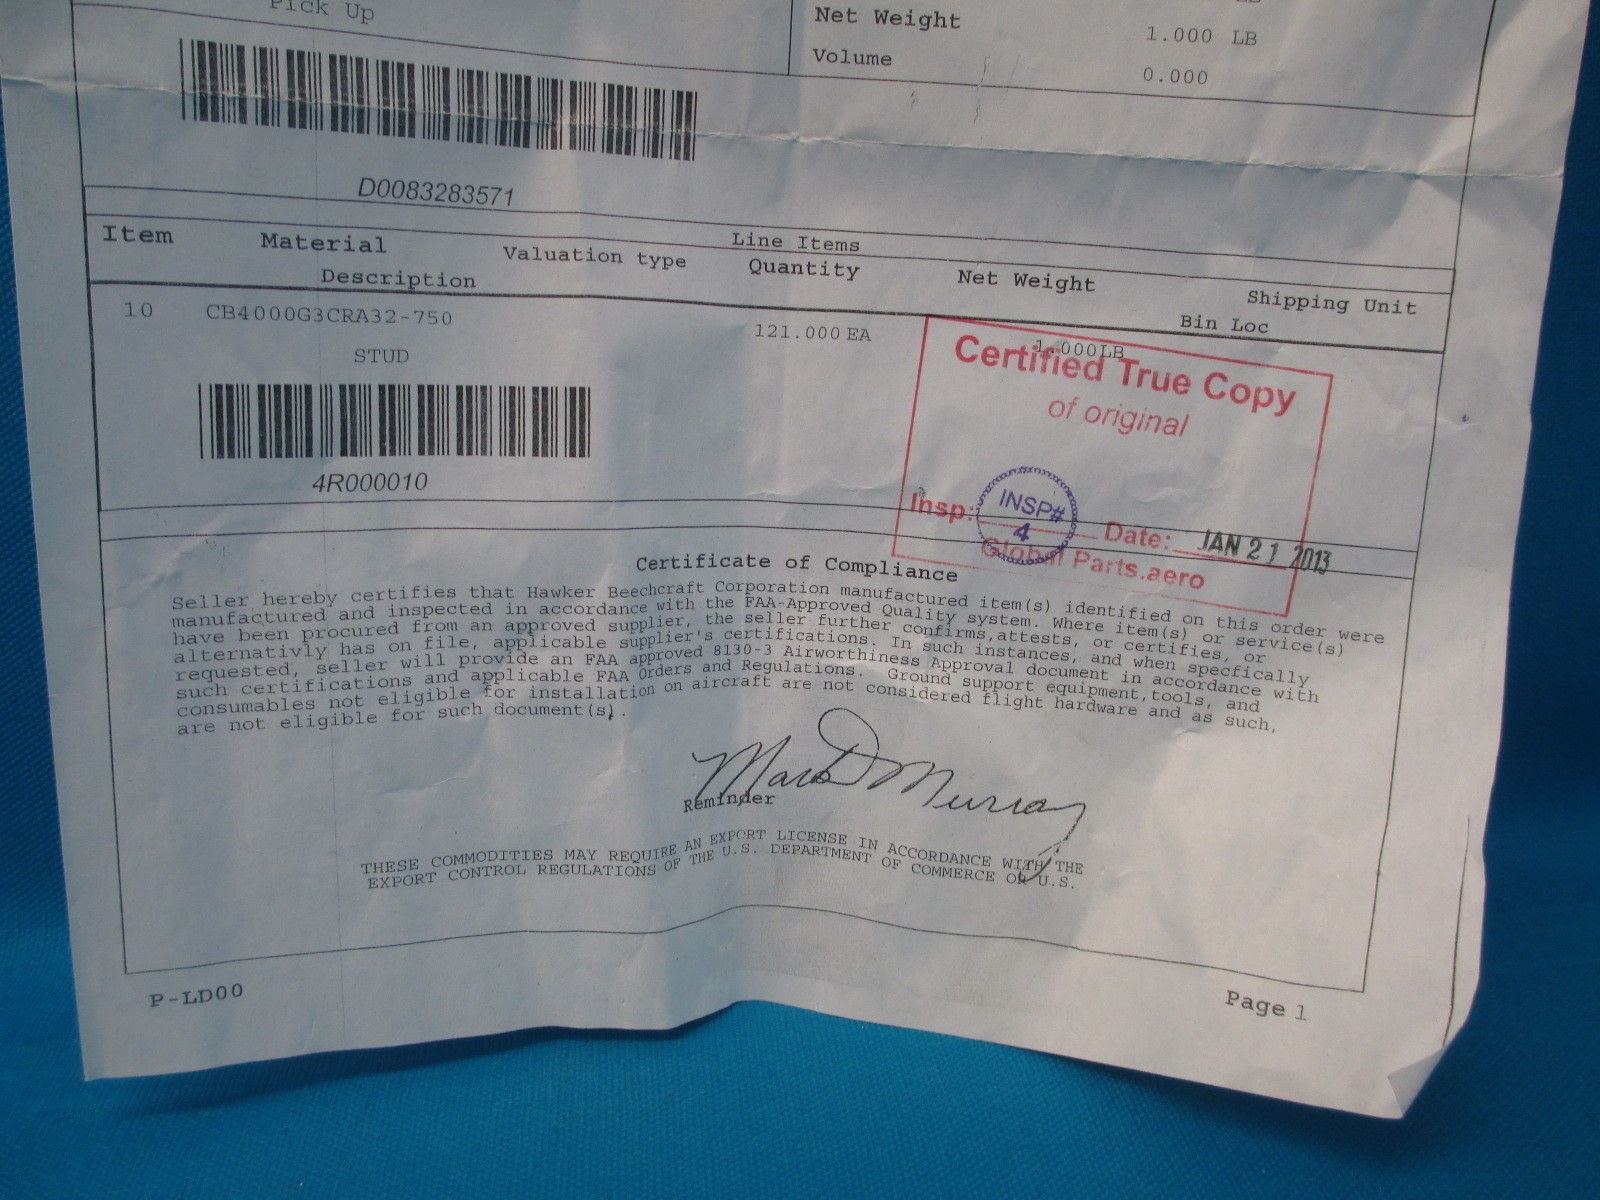 Pick Up
Net Weight 1.000 LB
Volume 0.000
D0083283571
Line Items
Item Material Valuation type Quantity Net Weight Shipping Unit
Description Bin Loc
10 CB4000G3CRA32-750 121.000 EA 1.000LB
STUD
4R000010
Certified True Copy
of original
Insp: INSP# 4 Date: JAN 21 2013
Global Parts.aero
Certificate of Compliance
Seller hereby certifies that Hawker Beechcraft Corporation manufactured item(s) identified on this order were
manufactured and inspected in accordance with the FAA-Approved Quality system. Where item(s) or service(s)
have been procured from an approved supplier, the seller further confirms,attests, or certifies, or
alternativly has on file, applicable supplier's certifications. In such instances, and when specfically
requested, seller will provide an FAA approved 8130-3 Airworthiness Approval document in accordance with
such certifications and applicable FAA Orders and Regulations. Ground support equipment,tools, and
consumables not eligible for installation on aircraft are not considered flight hardware and as such,
are not eligible for such document(s).
Mark D Murray
Reminder
THESE COMMODITIES MAY REQUIRE AN EXPORT LICENSE IN ACCORDANCE WITH THE
EXPORT CONTROL REGULATIONS OF THE U.S. DEPARTMENT OF COMMERCE OR U.S.
P-LD00
Page 1